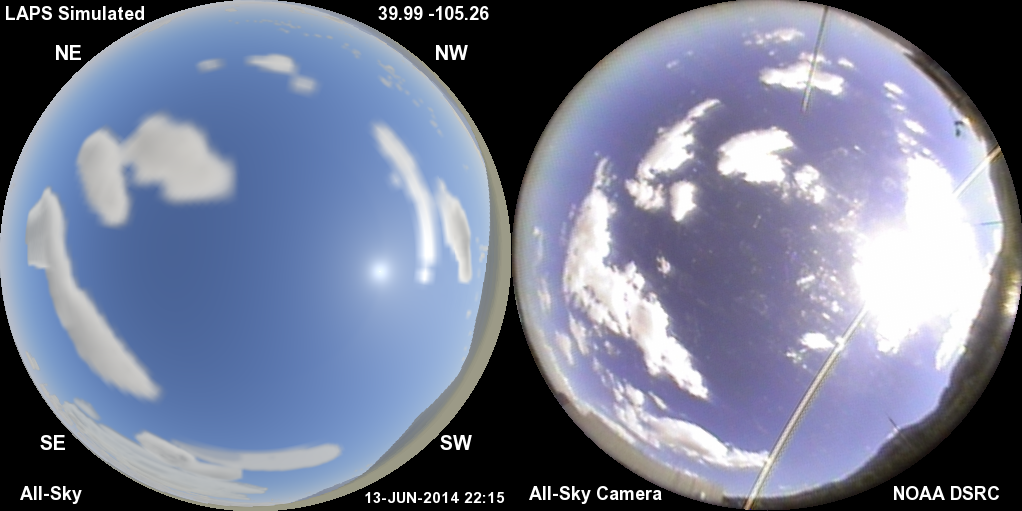 LAPS Simulated
39.99 -105.26
NE
NW
SE
SW
All-Sky
13-JUN-2014 22:15
All-Sky Camera
NOAA DSRC